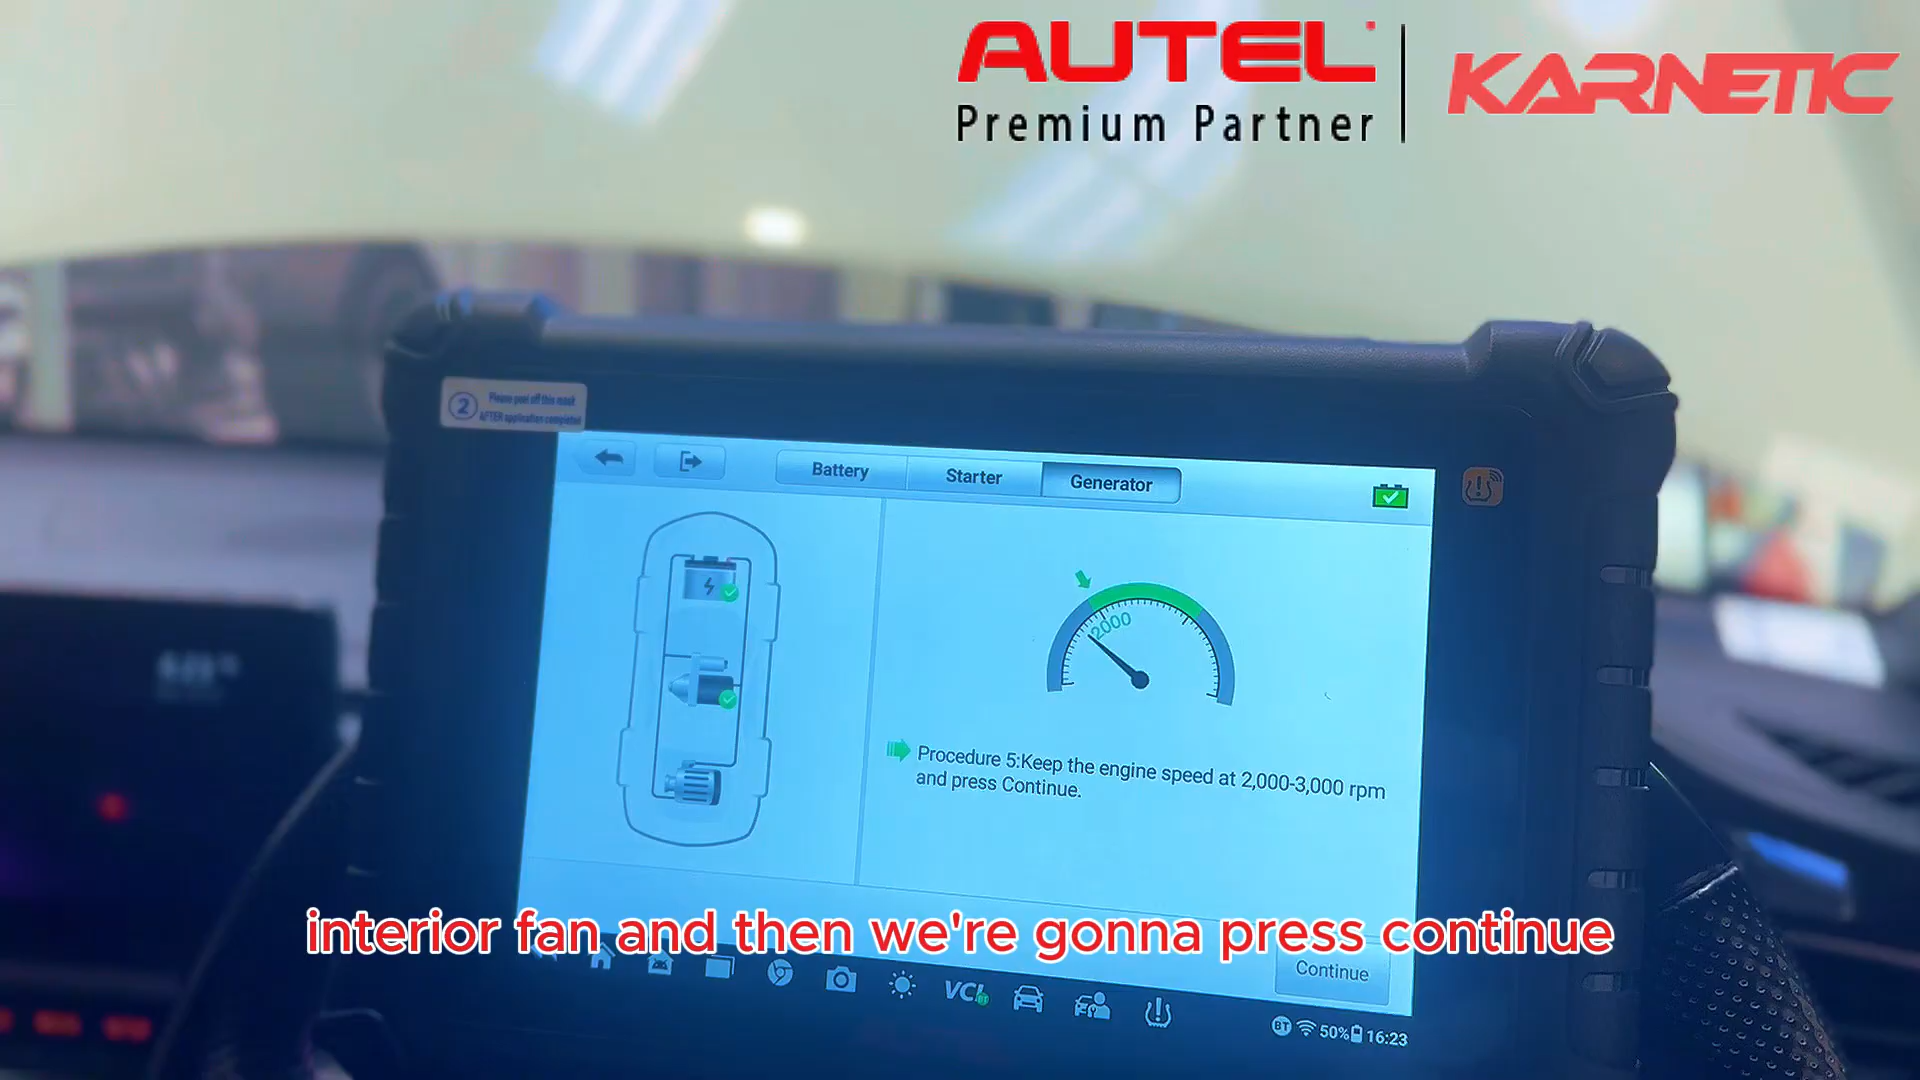 AUTEL
Premium Partner
KARNETIC
2
Please peel off this mask
AFTER application completed
Battery
Starter
Generator
2000
Procedure 5:Keep the engine speed at 2,000-3,000 rpm
and press Continue.
interior fan and then we're gonna press continue
Continue
VCI
BT
50%
16:23